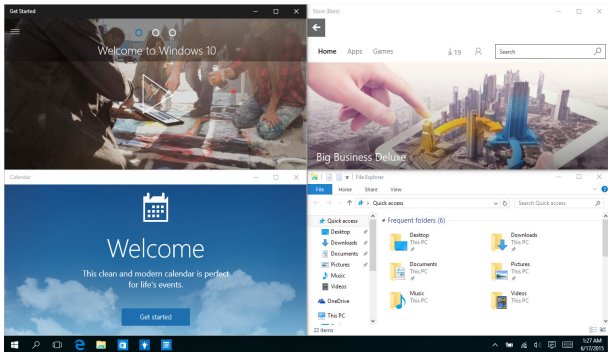 Get Started
Welcome to Windows 10
Store (Beta)
Home Apps Games 19 Search
Big Business Deluxe
Calendar
Welcome
This clean and modern calendar is perfect
for life's events.
Get started
File Explorer
File Home Share View
Quick access Search Quick access
Quick access
Desktop
Downloads
Documents
Pictures
Music
Videos
OneDrive
This PC
Frequent folders (6)
Desktop
This PC
Downloads
This PC
Documents
This PC
Pictures
This PC
Music
This PC
Videos
This PC
22 items
1:27 AM
6/17/2015